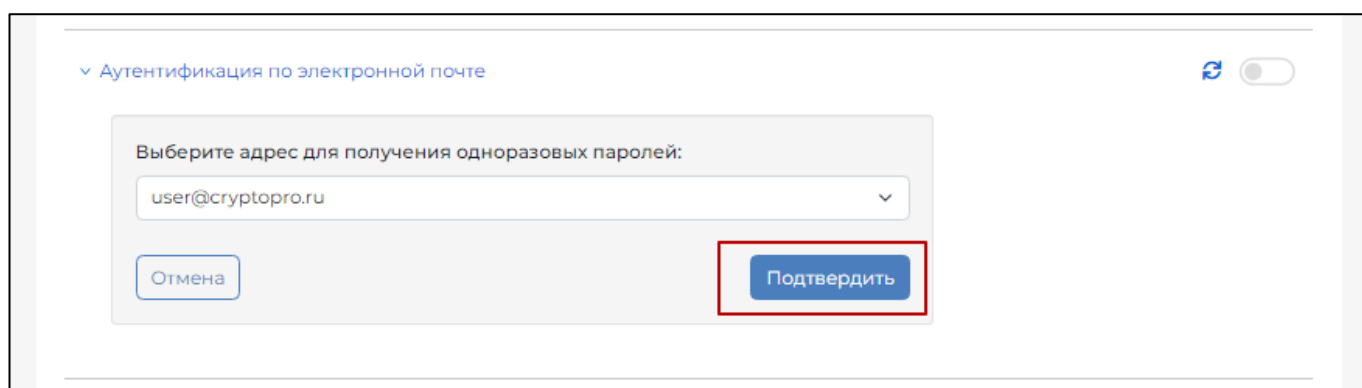 Аутентификация по электронной почте
Выберите адрес для получения одноразовых паролей:
user@cryptopro.ru
Отмена
Подтвердить